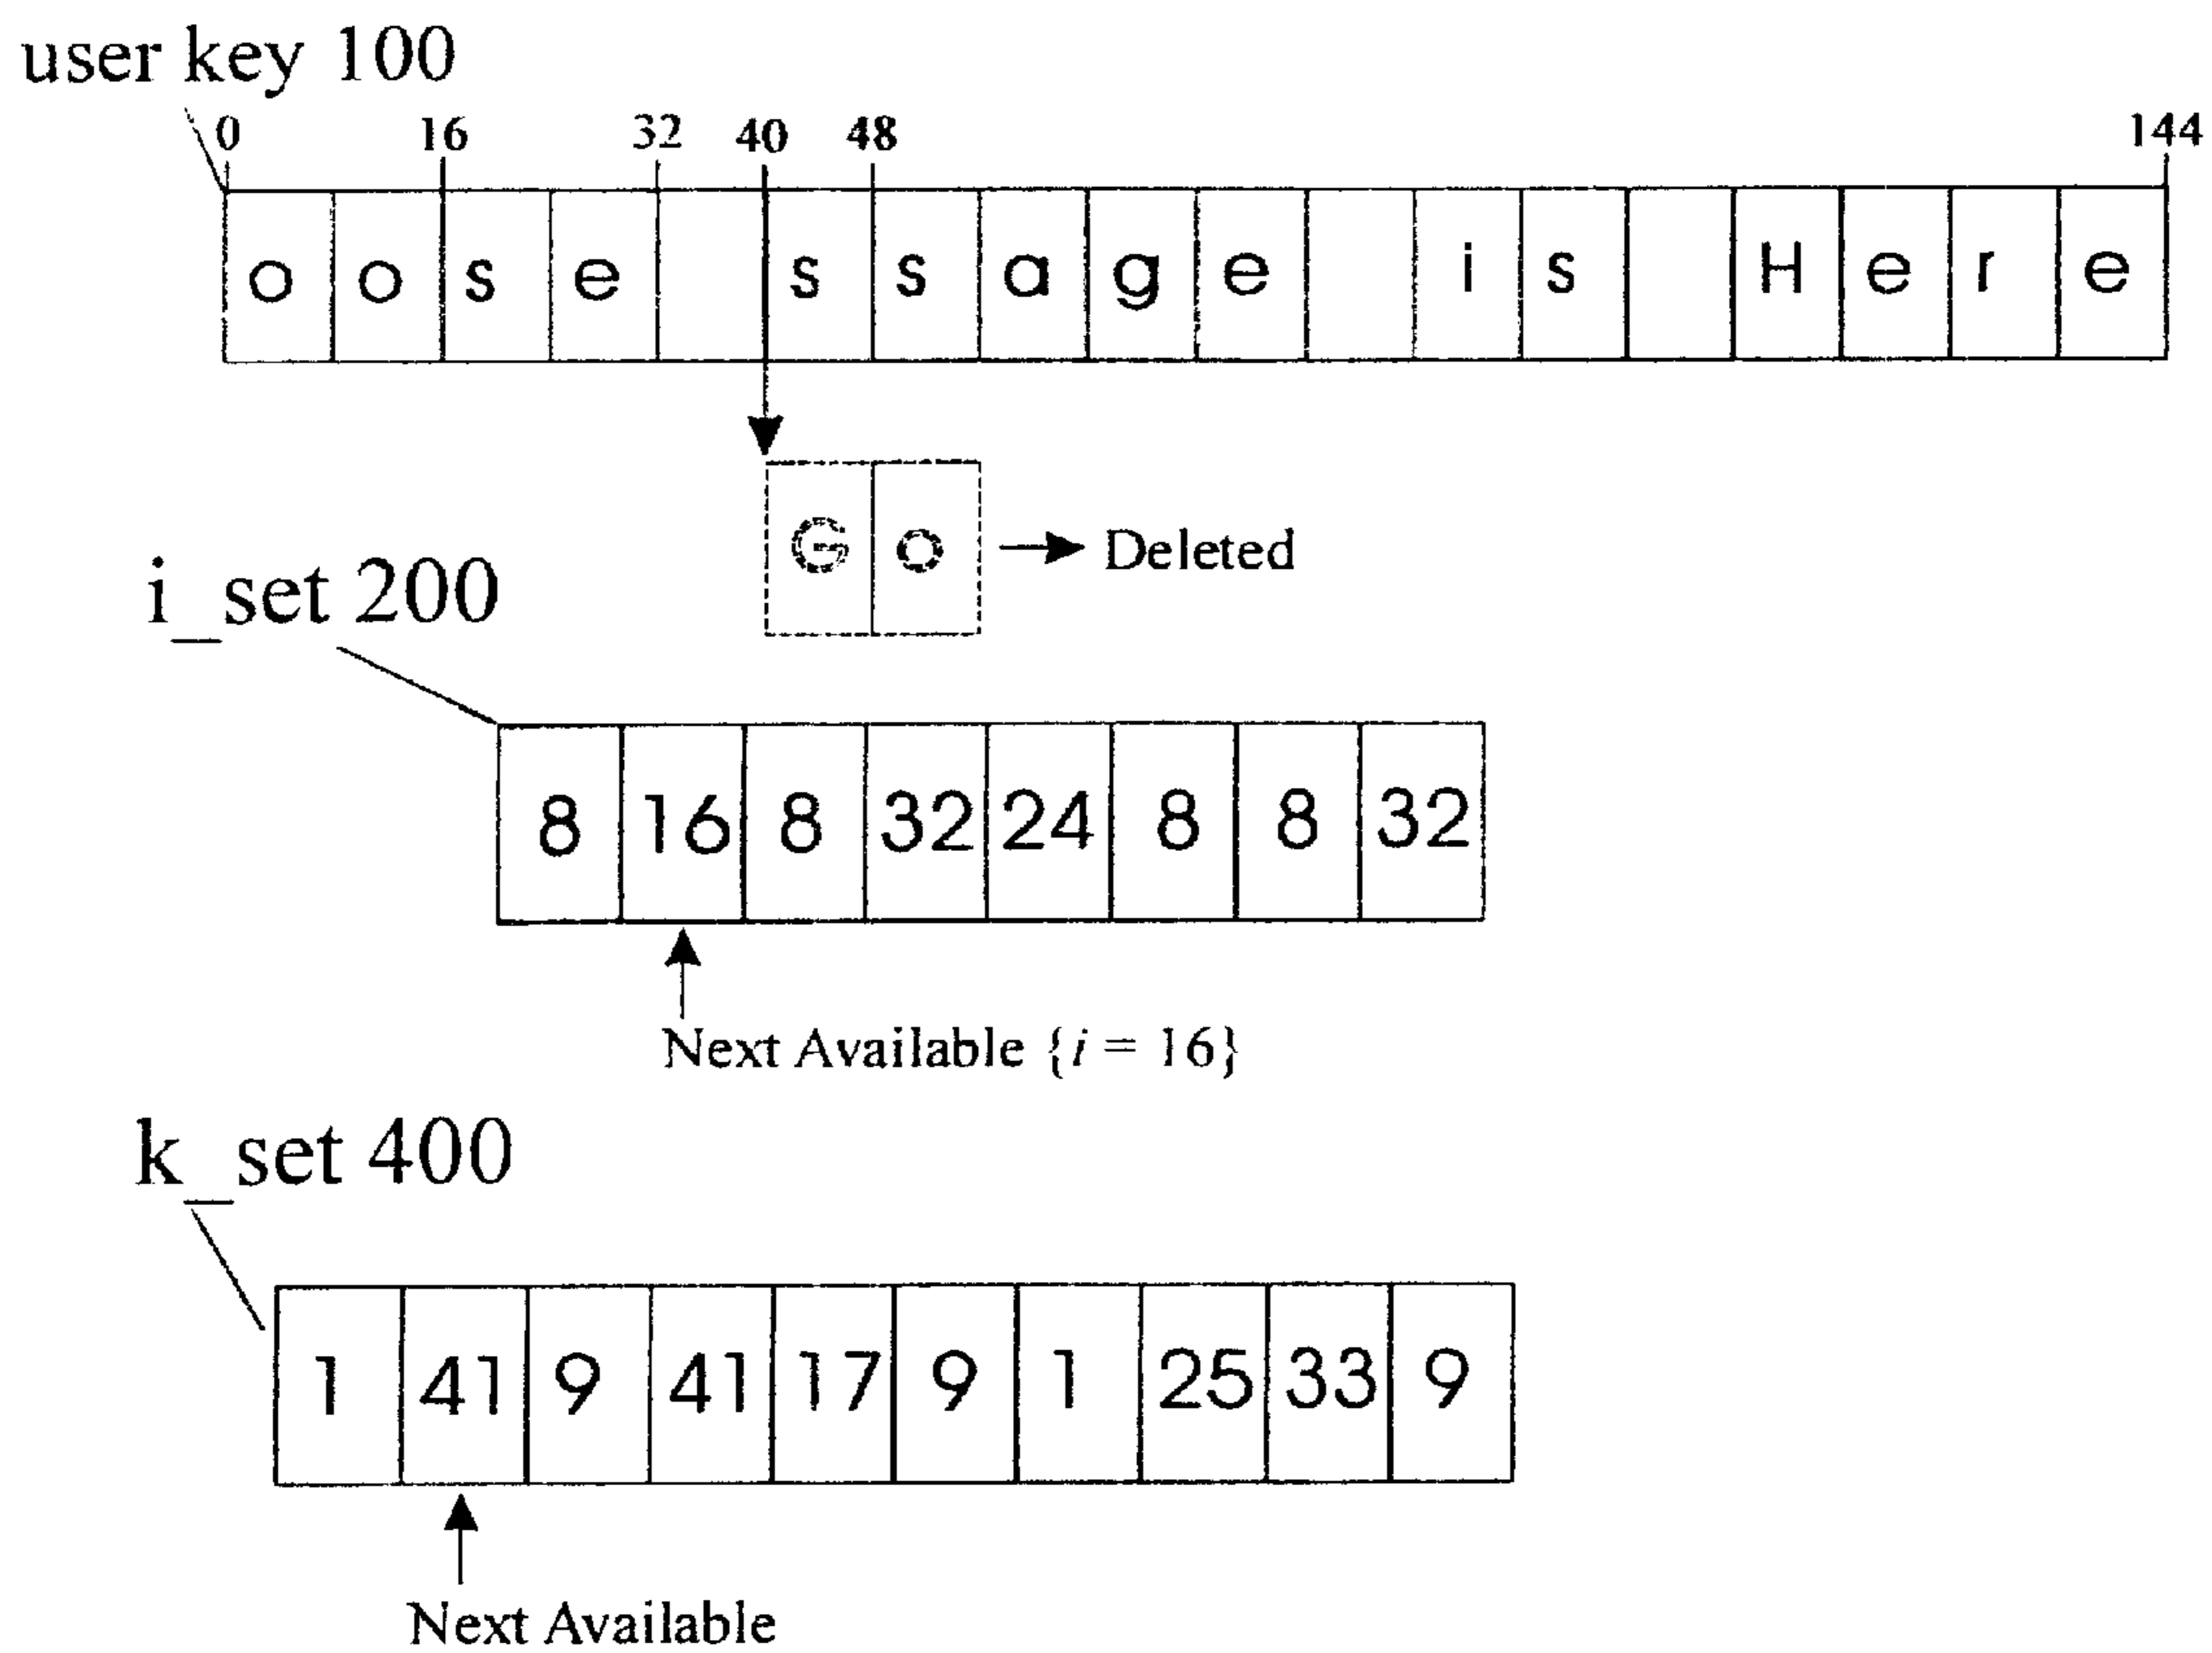 user key 100
0 16 32 40 48 144
o o s e s s a g e i s H e r e
G o Deleted
i_set 200
8 16 8 32 24 8 8 32
Next Available {i = 16}
k_set 400
1 41 9 41 17 9 1 25 33 9
Next Available